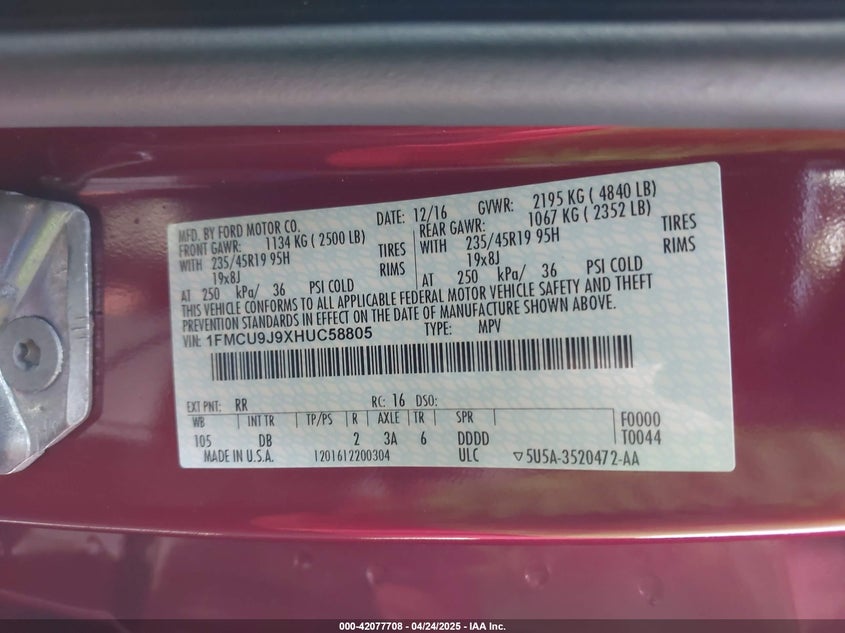 MFD. BY FORD MOTOR CO. DATE: 12/16 GVWR: 2195 KG ( 4840 LB)
FRONT GAWR: 1134 KG ( 2500 LB) REAR GAWR: 1067 KG ( 2352 LB)
WITH 235/45R19 95H TIRES WITH 235/45R19 95H TIRES
19x8J RIMS 19x8J RIMS
AT 250 kPa/ 36 PSI COLD AT 250 kPa/ 36 PSI COLD
THIS VEHICLE CONFORMS TO ALL APPLICABLE FEDERAL MOTOR VEHICLE SAFETY AND THEFT
PREVENTION STANDARDS IN EFFECT ON THE DATE OF MANUFACTURE SHOWN ABOVE.
VIN: 1FMCU9J9XHUC58805 TYPE: MPV
EXT PNT: RR RC: 16 DSO:
WB INT TR TP/PS R AXLE TR SPR F0000
105 DB 2 3A 6 DDDD T0044
MADE IN U.S.A. 1201612200304 ULC ▽5U5A-3520472-AA
000-42077708 - 04/24/2025 - IAA Inc.